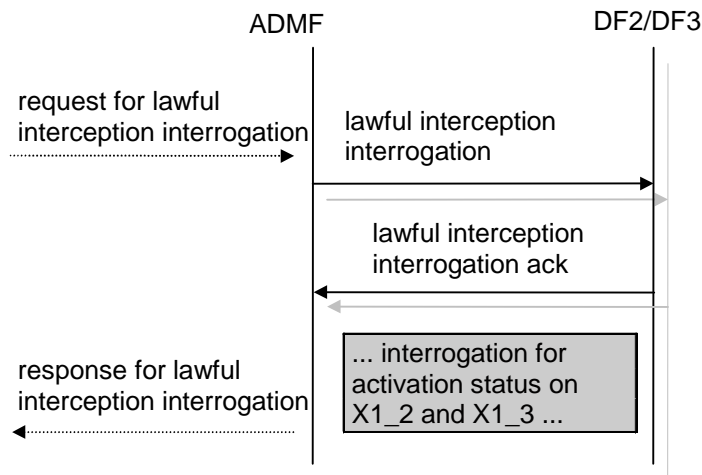 ADMF
DF2/DF3
request for lawful
interception interrogation
lawful interception
interrogation
lawful interception
interrogation ack
... interrogation for
activation status on
X1_2 and X1_3 ...
response for lawful
interception interrogation